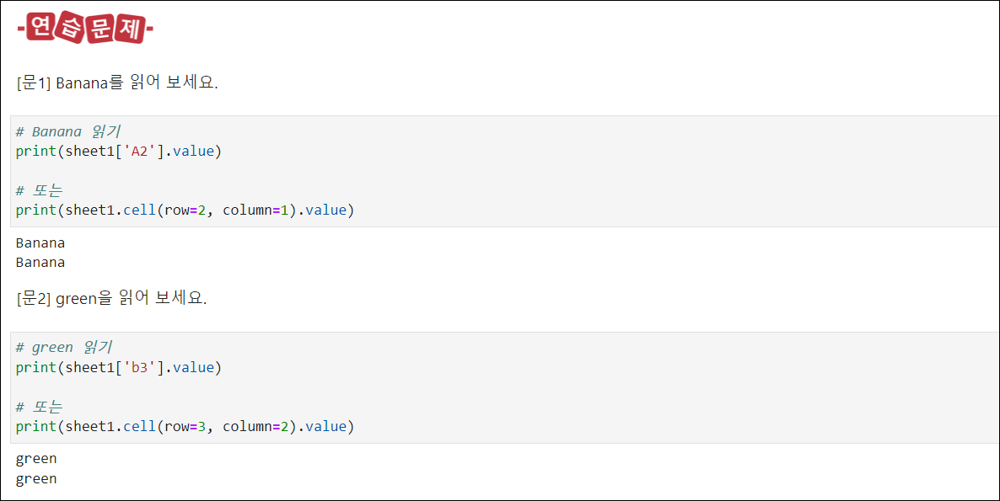 -연습문제-
[문1] Banana를 읽어 보세요.
# Banana 읽기
print(sheet1['A2'].value)
# 또는
print(sheet1.cell(row=2, column=1).value)
Banana
Banana
[문2] green을 읽어 보세요.
# green 읽기
print(sheet1['b3'].value)
# 또는
print(sheet1.cell(row=3, column=2).value)
green
green